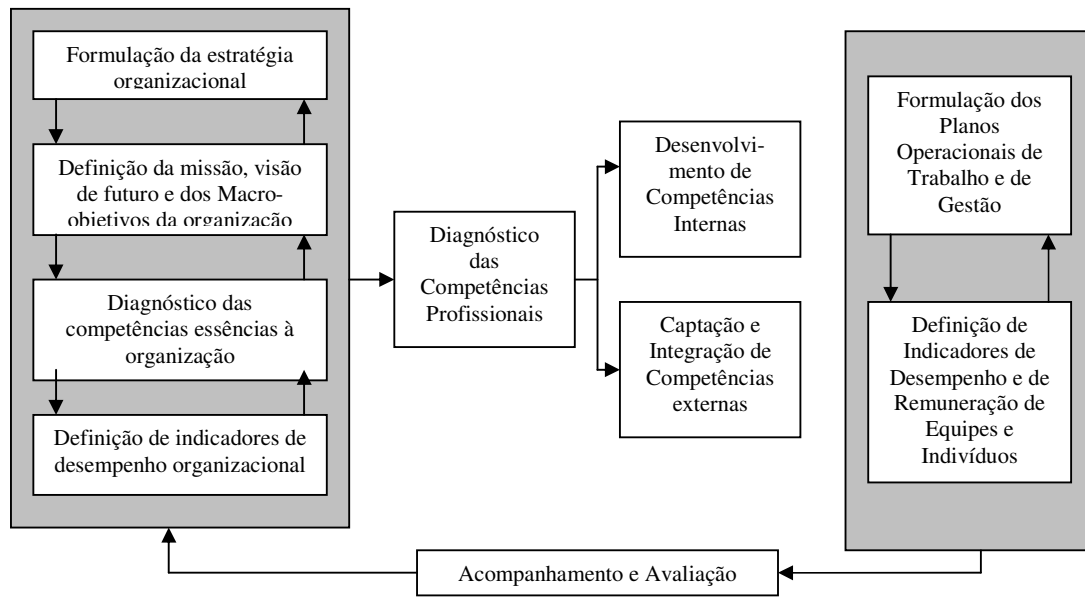 Formulação da estratégia
organizacional
Definição da missão, visão
de futuro e dos Macro-
objetivos da organização
Diagnóstico das
competências essências à
organização
Definição de indicadores de
desempenho organizacional
Diagnóstico
das
Competências
Profissionais
Desenvolvi-
mento de
Competências
Internas
Captação e
Integração de
Competências
externas
Formulação dos
Planos
Operacionais de
Trabalho e de
Gestão
Definição de
Indicadores de
Desempenho e de
Remuneração de
Equipes e
Indivíduos
Acompanhamento e Avaliação